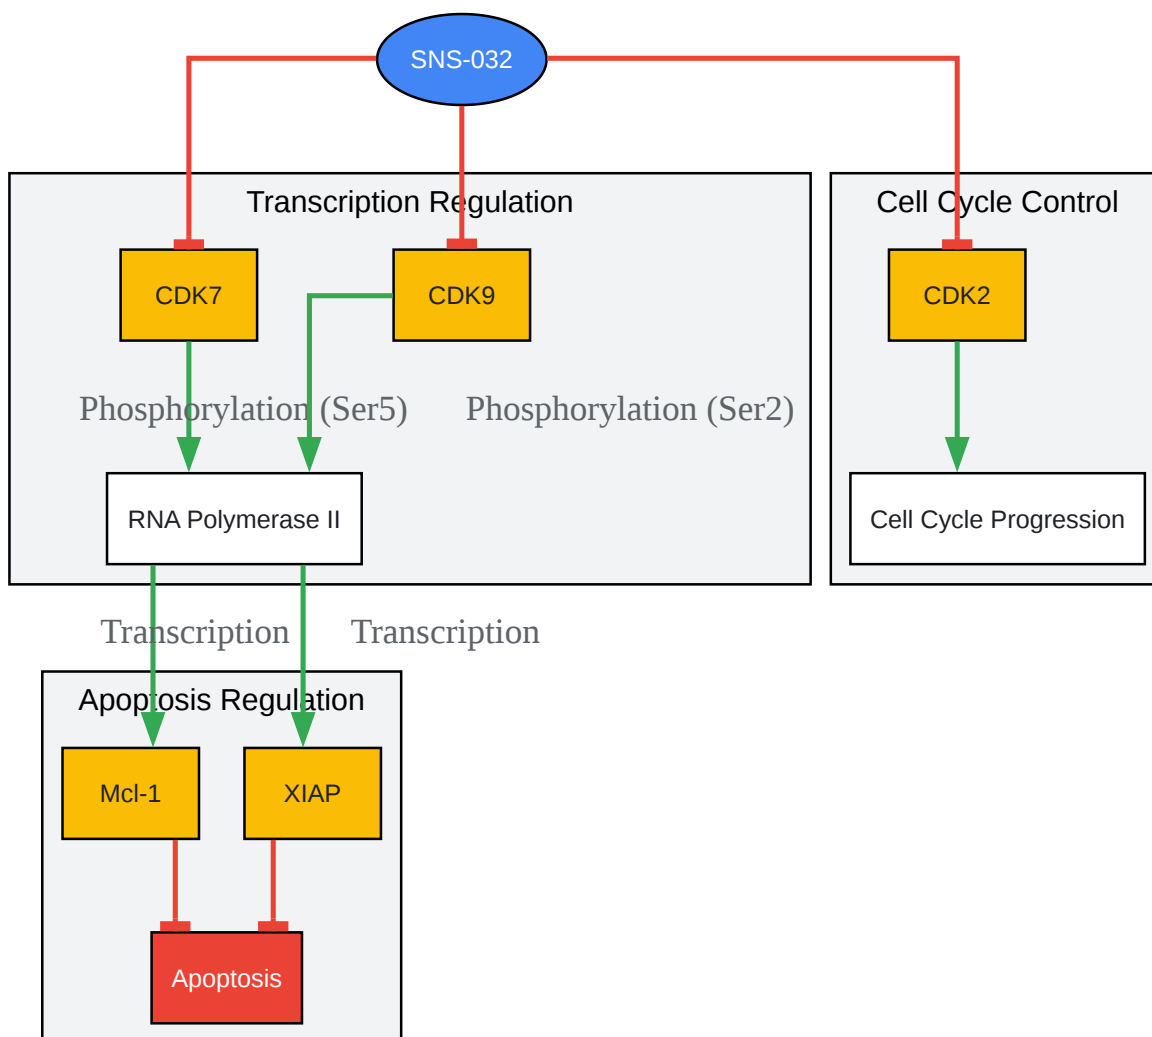 SNS-032
Transcription Regulation
Cell Cycle Control
CDK7
CDK9
CDK2
Phosphorylation (Ser5)
Phosphorylation (Ser2)
RNA Polymerase II
Cell Cycle Progression
Transcription
Transcription
Apoptosis Regulation
Mcl-1
XIAP
Apoptosis